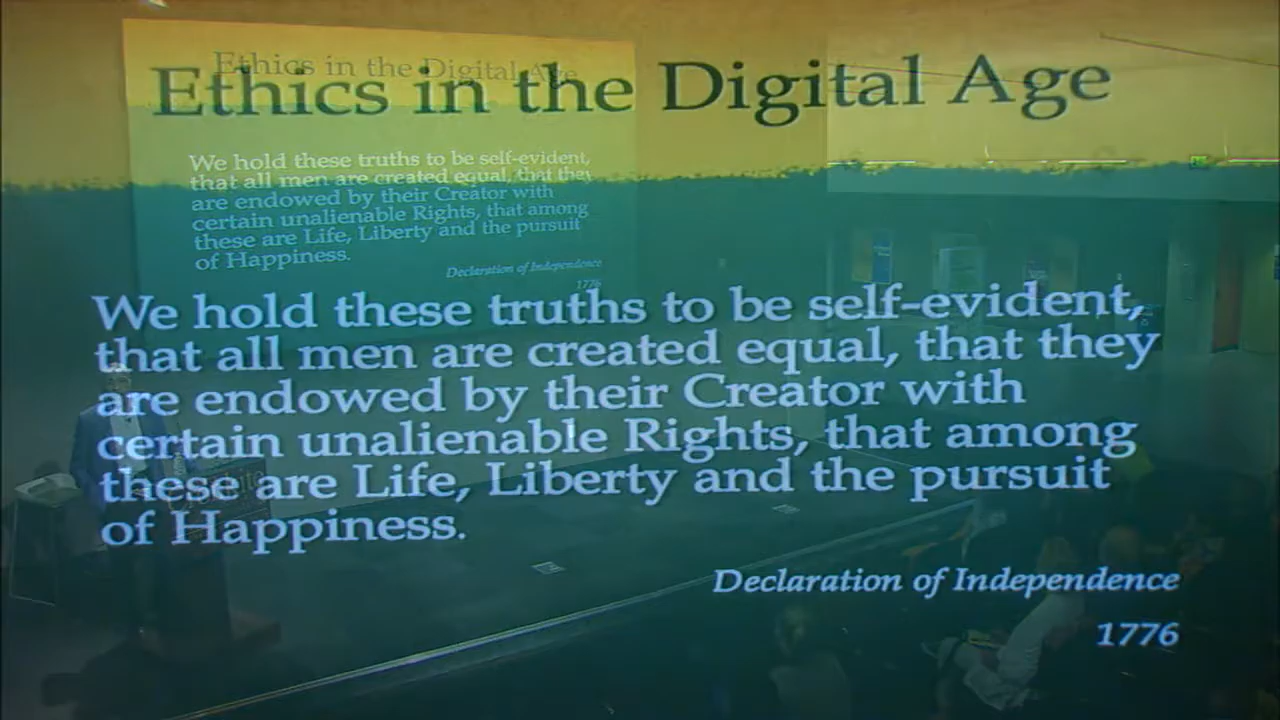 Ethics in the Digital Age
Ethics in the Digital Age
We hold these truths to be self-evident,
that all men are created equal, that they
are endowed by their Creator with
certain unalienable Rights, that among
these are Life, Liberty and the pursuit
of Happiness.
Declaration of Independence
1776
We hold these truths to be self-evident,
that all men are created equal, that they
are endowed by their Creator with
certain unalienable Rights, that among
these are Life, Liberty and the pursuit
of Happiness.
Declaration of Independence
1776